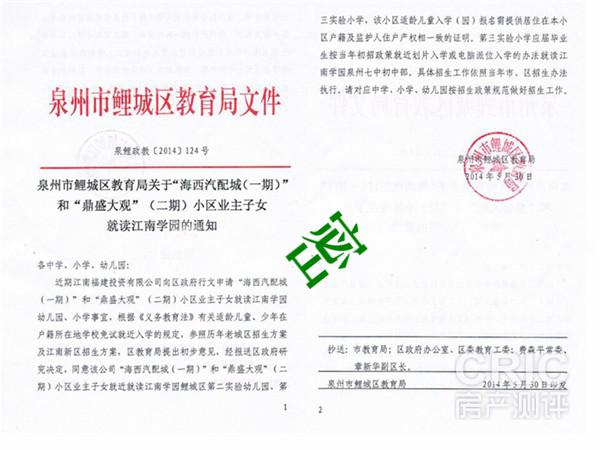 泉州市鲤城区教育局文件
泉鲤政教〔2014〕124号
泉州市鲤城区教育局关于“海西汽配城(一期)”
和“鼎盛大观”(二期)小区业主子女
就读江南学园的通知
各中学、小学、幼儿园:
近期江南福建投资有限公司向区政府行文申请“海西汽配城
(一期)”和“鼎盛大观”(二期)小区业主子女就读江南学园
幼儿园、小学事宜,根据《义务教育法》有关适龄儿童、少年在
户籍所在地学校免试就近入学的规定,参照历年老城区招生方案
及江南新区招生方案,区教育局提出初步意见,经报送区政府研
究决定,同意该公司“海西汽配城(一期)”和“鼎盛大观”(二
期)小区业主子女就近就读江南学园鲤城区第二实验幼儿园、第
1
三实验小学,该小区适龄儿童入学(园)报名需提供居住在本小
区户籍及监护人住户产权相一致的证明。第三实验小学应届毕业
生按当年初招政策就近划片入学或电脑派位入学的办法就读江
南学园泉州七中初中部,具体招生工作依照当年市、区招生办法
执行。请对应中学、小学、幼儿园按招生政策规范做好招生工作。
泉州市鲤城区教育局
2014年5月30日
抄送:市教育局;区政府办公室、区委教育工委;费森平常委,
章新华副区长。
泉州市鲤城区教育局
2014年5月30日印发
2
CRIC
房产测评